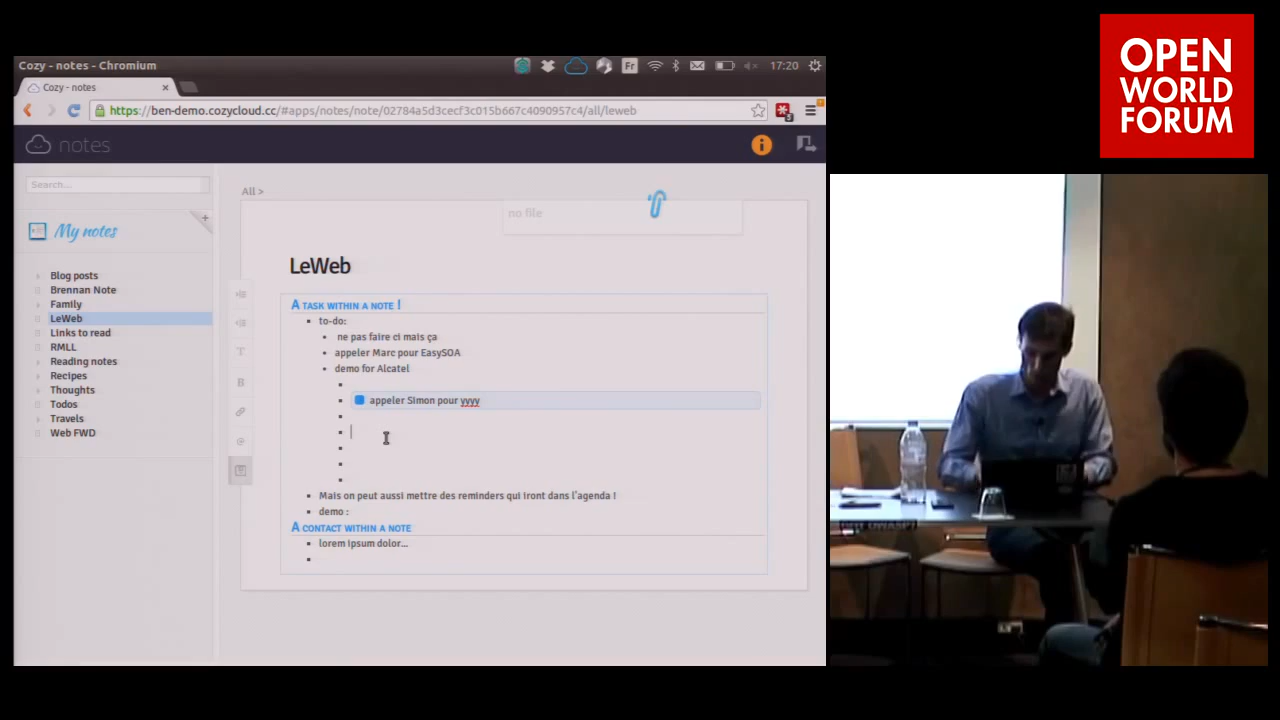 Cozy - notes - Chromium
Fr
17:20
Cozy - notes
https://ben-demo.cozycloud.cc/#apps/notes/note/02784a5d3cecf3c015b667c4090957c4/all/leweb
notes
Search...
All >
no file
My notes
LeWeb
Blog posts
Brennan Note
Family
LeWeb
Links to read
RMLL
Reading notes
Recipes
Thoughts
Todos
Travels
Web FWD
A TASK WITHIN A NOTE !
to-do:
ne pas faire ci mais ça
appeler Marc pour EasySOA
demo for Alcatel
appeler Simon pour yyyy
Mais on peut aussi mettre des reminders qui iront dans l'agenda !
demo :
A CONTACT WITHIN A NOTE
lorem ipsum dolor...
T
B
@
OPEN
WORLD
FORUM